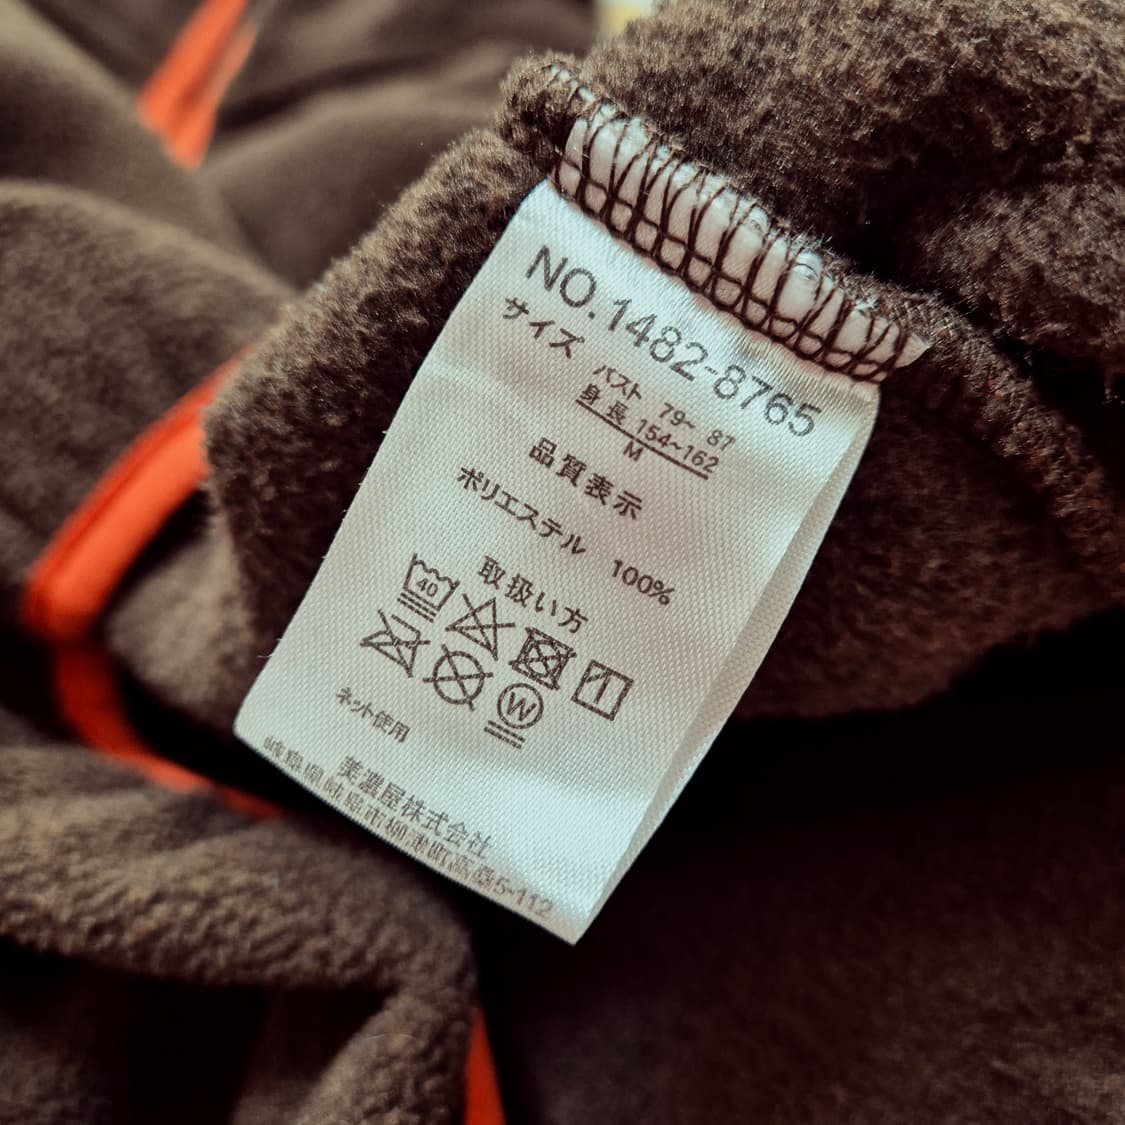 NO.1482-8765
サイズ
バスト 79~ 87
身長 154~162
M
品質表示
ポリエステル 100%
取扱い方
40
W
ネット使用
美濃屋株式会社
岐阜県岐阜市柳津町高桑5-112